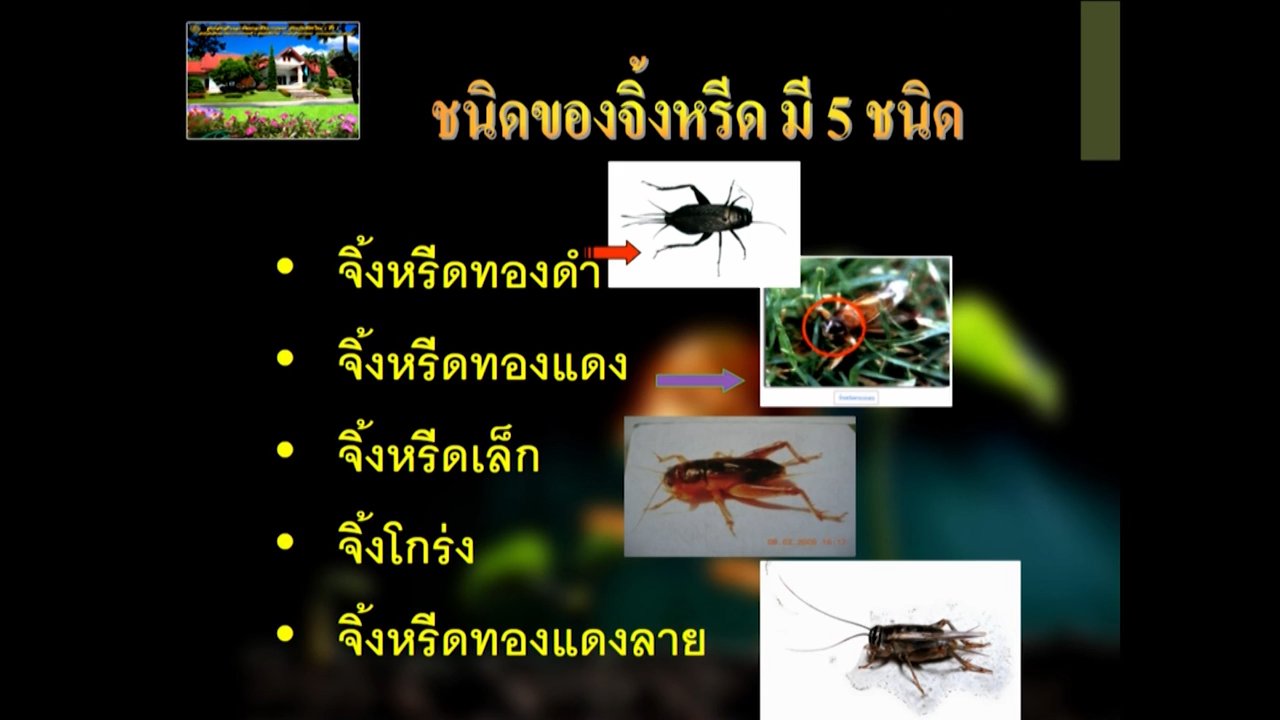 ชนิดของจิ้งหรีด มี 5 ชนิด
• จิ้งหรีดทองดำ
• จิ้งหรีดทองแดง
• จิ้งหรีดเล็ก
• จิ้งโกร่ง
• จิ้งหรีดทองแดงลาย